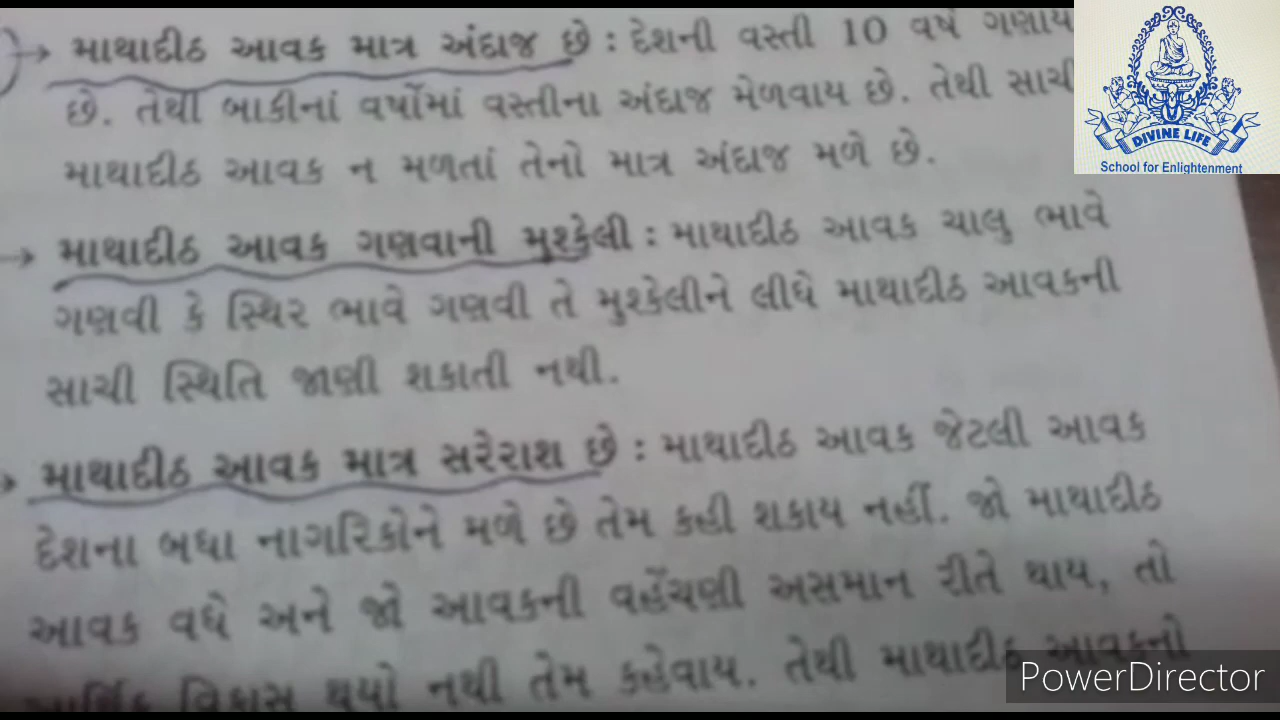 માથાદીઠ આવક માત્ર અંદાજ છે : દેશની વસ્તી 10 વર્ષે ગણાય
છે. તેથી બાકીનાં વર્ષોમાં વસ્તીના અંદાજ મેળવાય છે. તેથી સાચી
માથાદીઠ આવક ન મળતાં તેનો માત્ર અંદાજ મળે છે.
માથાદીઠ આવક ગણવાની મુશ્કેલી : માથાદીઠ આવક ચાલુ ભાવે
ગણવી કે સ્થિર ભાવે ગણવી તે મુશ્કેલીને લીધે માથાદીઠ આવકની
સાચી સ્થિતિ જાણી શકાતી નથી.
માથાદીઠ આવક માત્ર સરેરાશ છે : માથાદીઠ આવક જેટલી આવક
દેશના બધા નાગરિકોને મળે છે તેમ કહી શકાય નહીં. જો માથાદીઠ
આવક વધે અને જો આવકની વહેંચણી અસમાન રીતે થાય, તો
આર્થિક વિકાસ થયો નથી તેમ કહેવાય. તેથી માથાદીઠ આવકનો
DIVINE LIFE
School for Enlightenment
PowerDirector